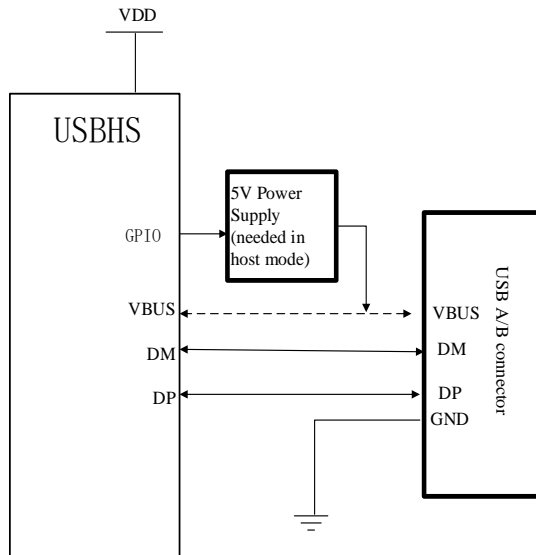 VDD
USBHS
5V Power
Supply
(needed in
host mode)
GPIO
VBUS
DM
DP
VBUS
DM
DP
GND
USB A/B connector